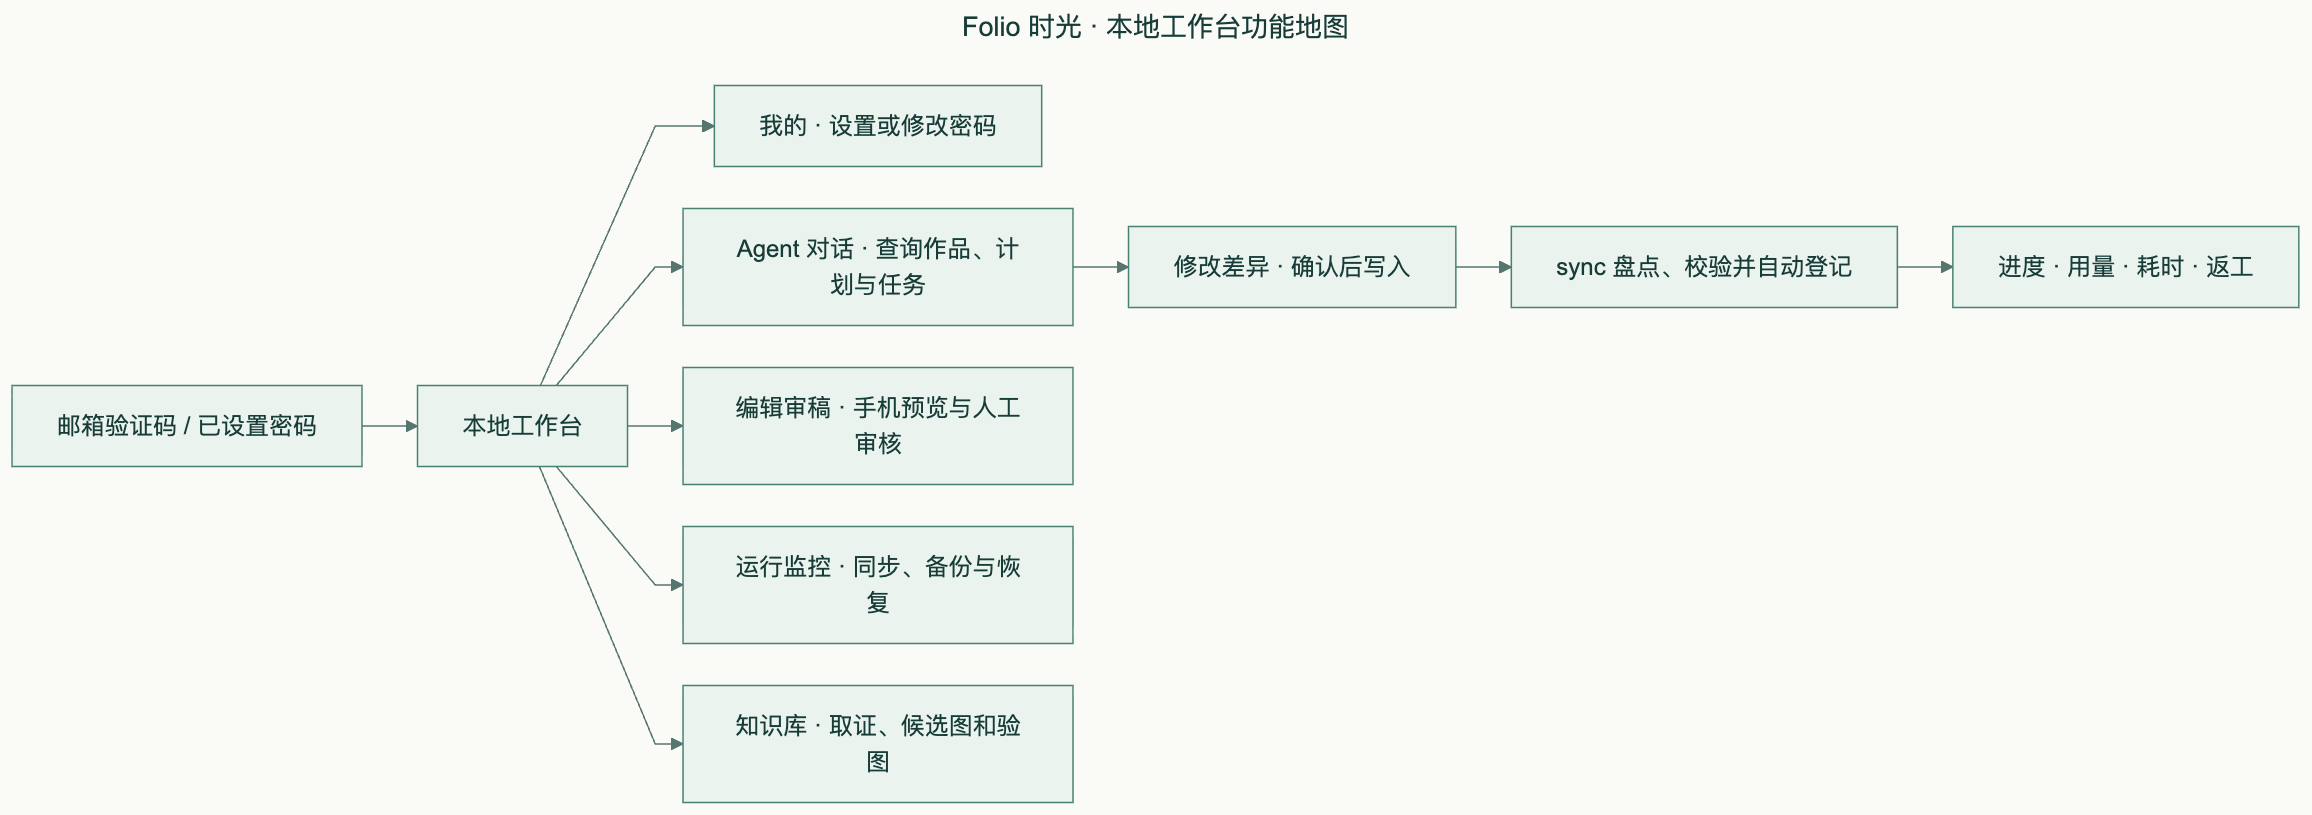 Folio 时光 · 本地工作台功能地图
我的 · 设置或修改密码
Agent 对话 · 查询作品、计
划与任务
修改差异 · 确认后写入
sync 盘点、校验并自动登记
进度 · 用量 · 耗时 · 返工
邮箱验证码 / 已设置密码
本地工作台
编辑审稿 · 手机预览与人工
审核
运行监控 · 同步、备份与恢
复
知识库 · 取证、候选图和验
图